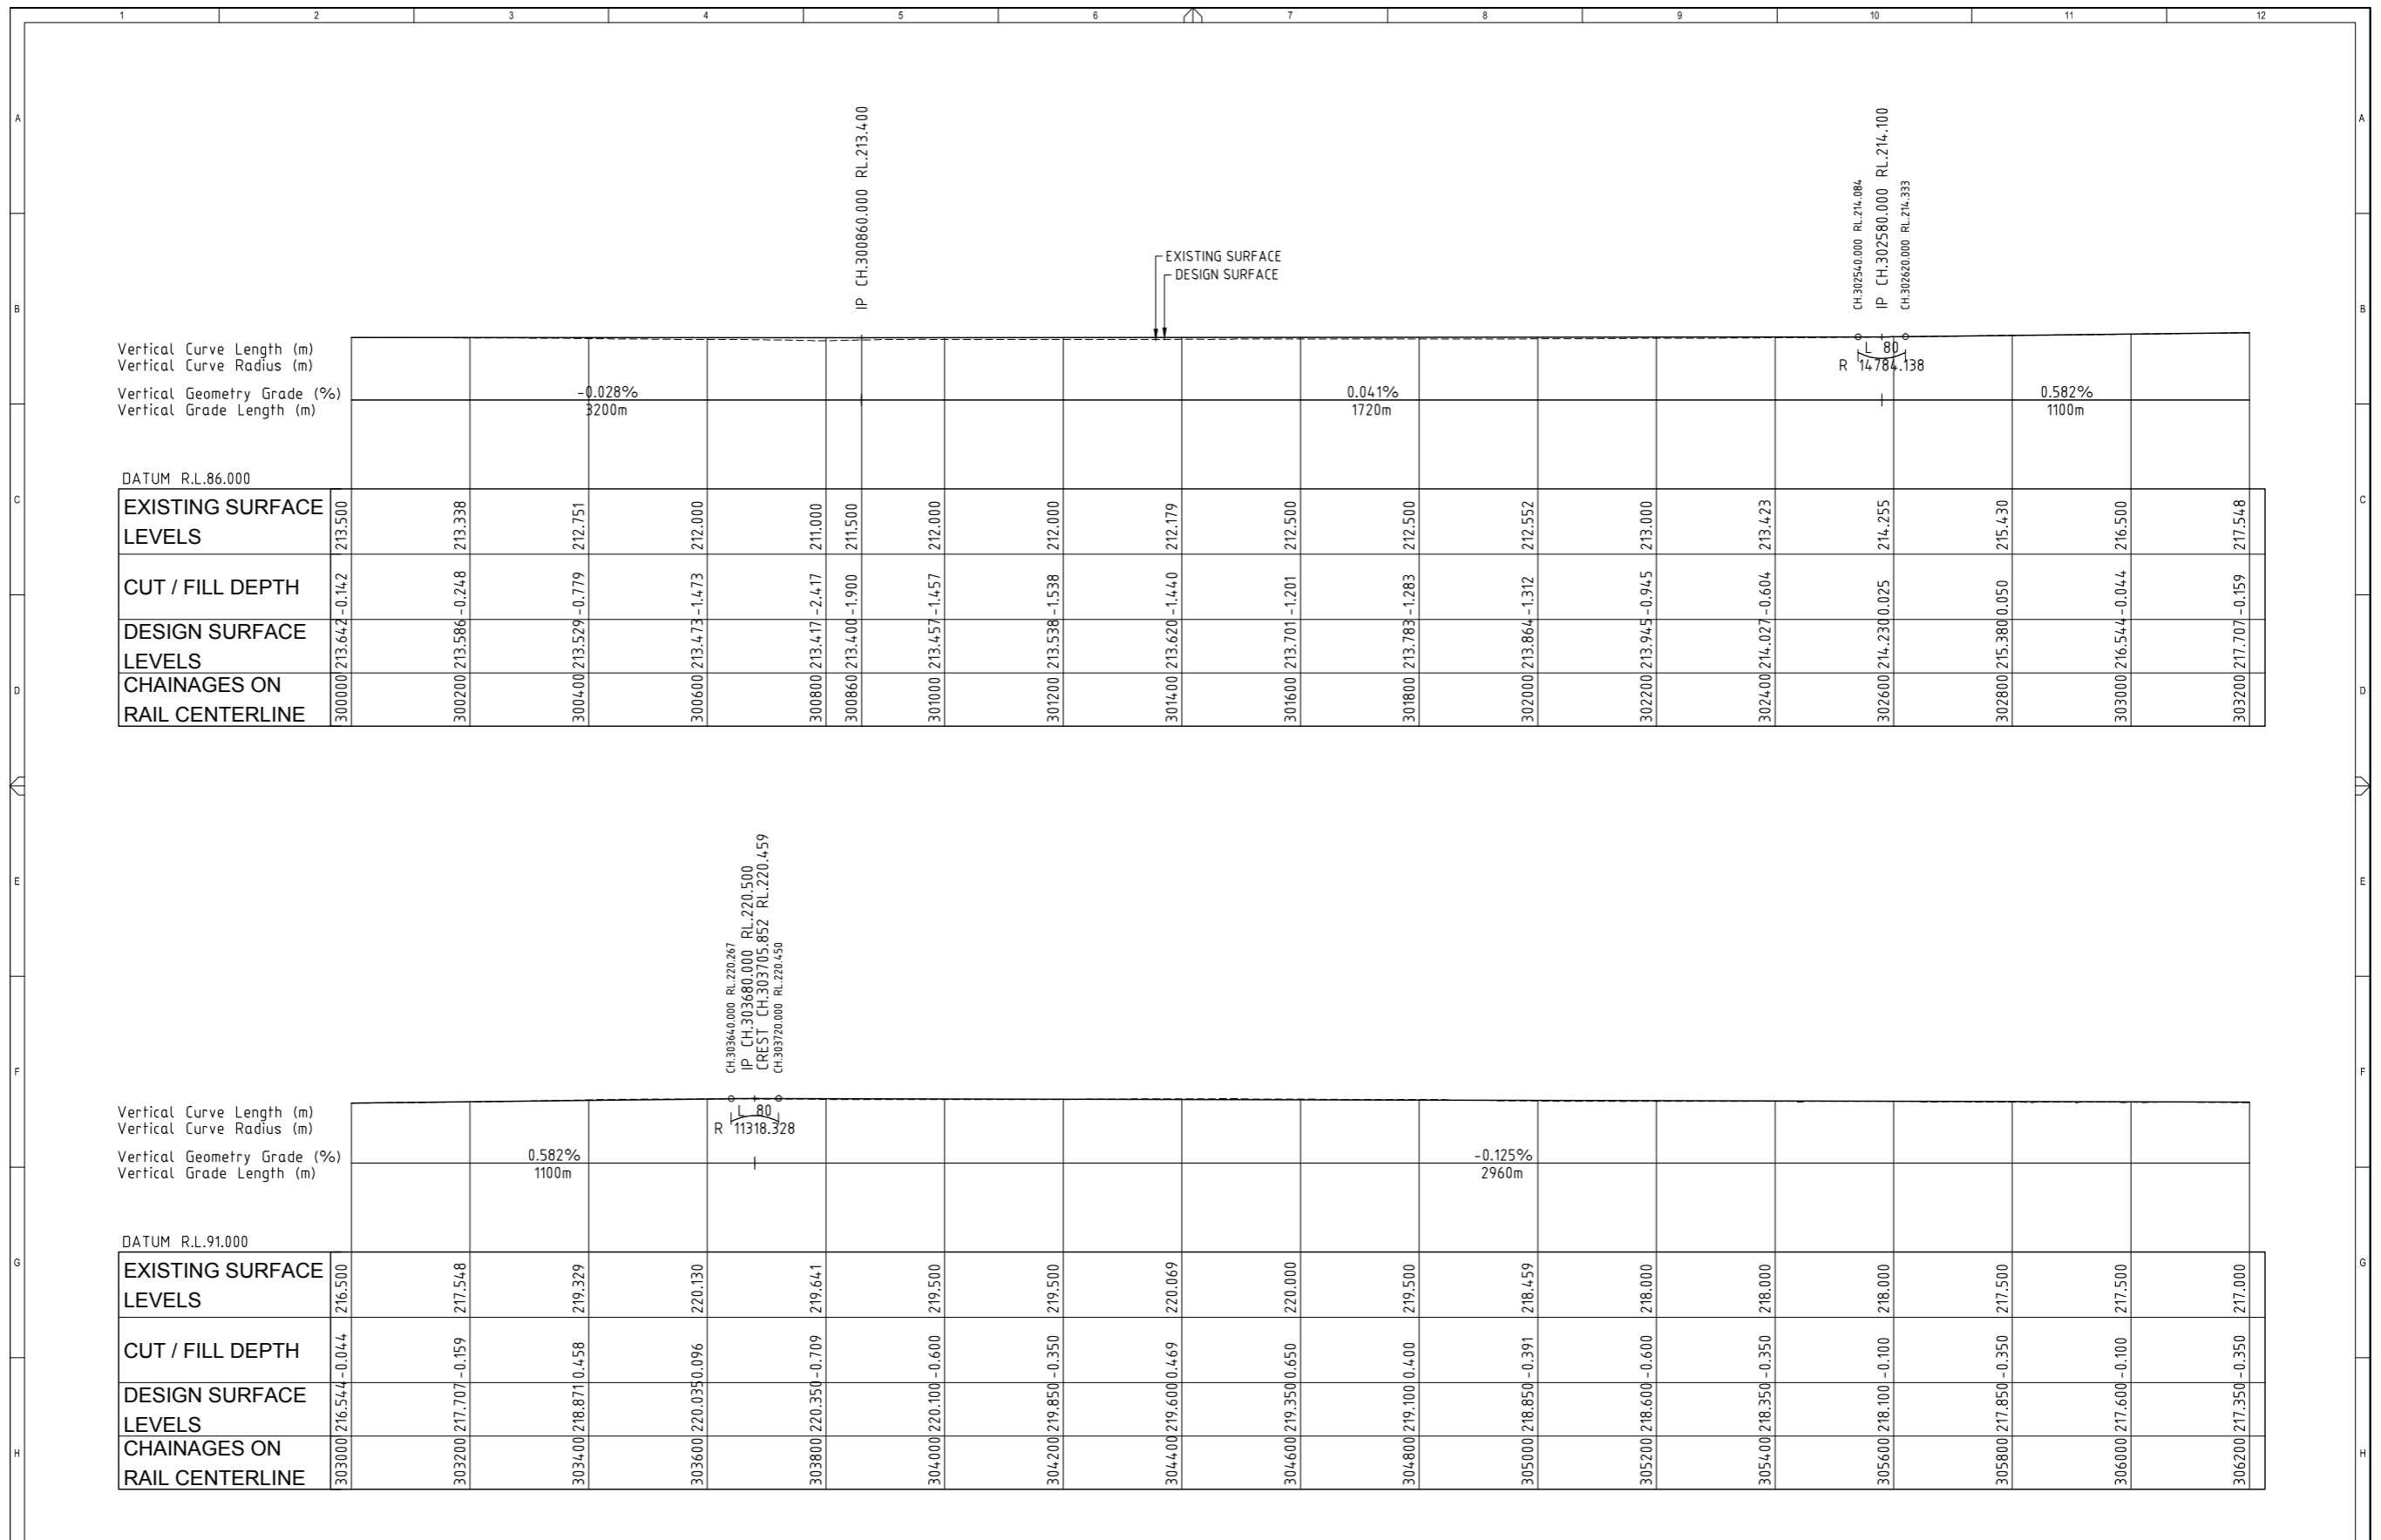 1 2 3 4 5 6 7 8 9 10 11 12
A A
IP CH.300860.000 RL.213.400
CH.302540.000 RL.214.084
IP CH.302580.000 RL.214.100
CH.302620.000 RL.214.333
EXISTING SURFACE
DESIGN SURFACE
B B
Vertical Curve Length (m) L 80
Vertical Curve Radius (m) R 14784.138
Vertical Geometry Grade (%) -0.028% 0.041% 0.582%
Vertical Grade Length (m) 3200m 1720m 1100m
DATUM R.L.86.000
C C
EXISTING SURFACE
LEVELS
213.500 213.338 212.751 212.000 211.000 211.500 212.000 212.000 212.179 212.500 212.500 212.552 213.000 213.423 214.255 215.430 216.500 217.548
CUT / FILL DEPTH
-0.142 -0.248 -0.779 -1.473 -2.417 -1.900 -1.457 -1.538 -1.440 -1.201 -1.283 -1.312 -0.945 -0.604 0.025 0.050 -0.044 -0.159
DESIGN SURFACE
LEVELS
213.642 213.586 213.529 213.473 213.417 213.400 213.457 213.538 213.620 213.701 213.783 213.864 213.945 214.027 214.230 215.380 216.544 217.707
D D
CHAINAGES ON
RAIL CENTERLINE
300000 300200 300400 300600 300800 300860 301000 301200 301400 301600 301800 302000 302200 302400 302600 302800 303000 303200
E E
CH.303640.000 RL.220.267
IP CH.303680.000 RL.220.500
CREST CH.303705.852 RL.220.459
CH.303720.000 RL.220.450
F F
Vertical Curve Length (m) L 80
Vertical Curve Radius (m) R 11318.328
Vertical Geometry Grade (%) 0.582% -0.125%
Vertical Grade Length (m) 1100m 2960m
DATUM R.L.91.000
G G
EXISTING SURFACE
LEVELS
216.500 217.548 219.329 220.130 219.641 219.500 219.500 220.069 220.000 219.500 218.459 218.000 218.000 218.000 217.500 217.500 217.000
CUT / FILL DEPTH
-0.044 -0.159 0.458 0.096 -0.709 -0.600 -0.350 0.469 0.650 0.400 -0.391 -0.600 -0.350 -0.100 -0.350 -0.100 -0.350
DESIGN SURFACE
LEVELS
216.544 217.707 218.871 220.035 220.350 220.100 219.850 219.600 219.350 219.100 218.850 218.600 218.350 218.100 217.850 217.600 217.350
H H
CHAINAGES ON
RAIL CENTERLINE
303000 303200 303400 303600 303800 304000 304200 304400 304600 304800 305000 305200 305400 305600 305800 306000 306200